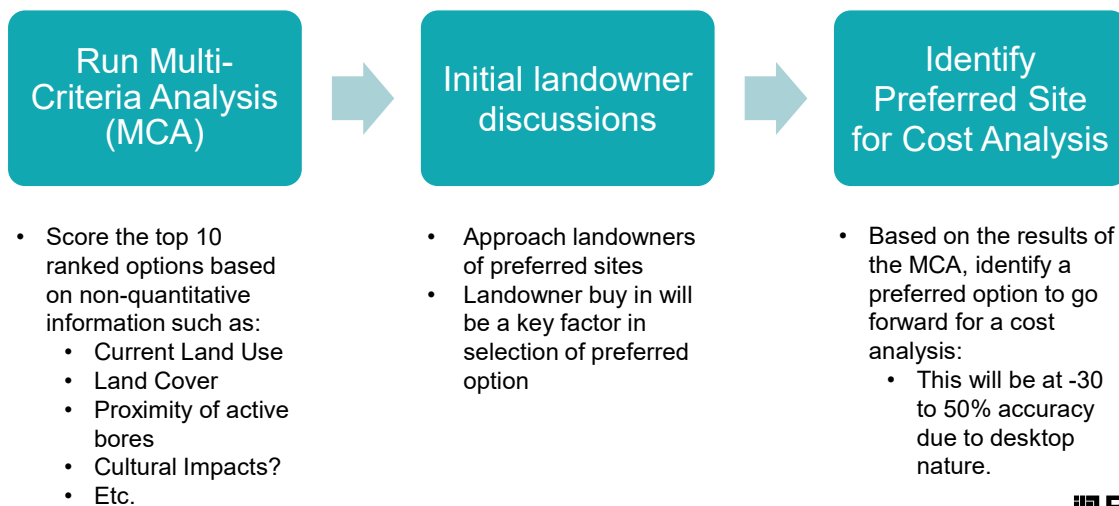 Run Multi-
Criteria Analysis
(MCA)
Initial landowner
discussions
Identify
Preferred Site
for Cost Analysis
• Score the top 10
ranked options based
on non-quantitative
information such as:
• Current Land Use
• Land Cover
• Proximity of active
bores
• Cultural Impacts?
• Etc.
• Approach landowners
of preferred sites
• Landowner buy in will
be a key factor in
selection of preferred
option
• Based on the results of
the MCA, identify a
preferred option to go
forward for a cost
analysis:
• This will be at -30
to 50% accuracy
due to desktop
nature.